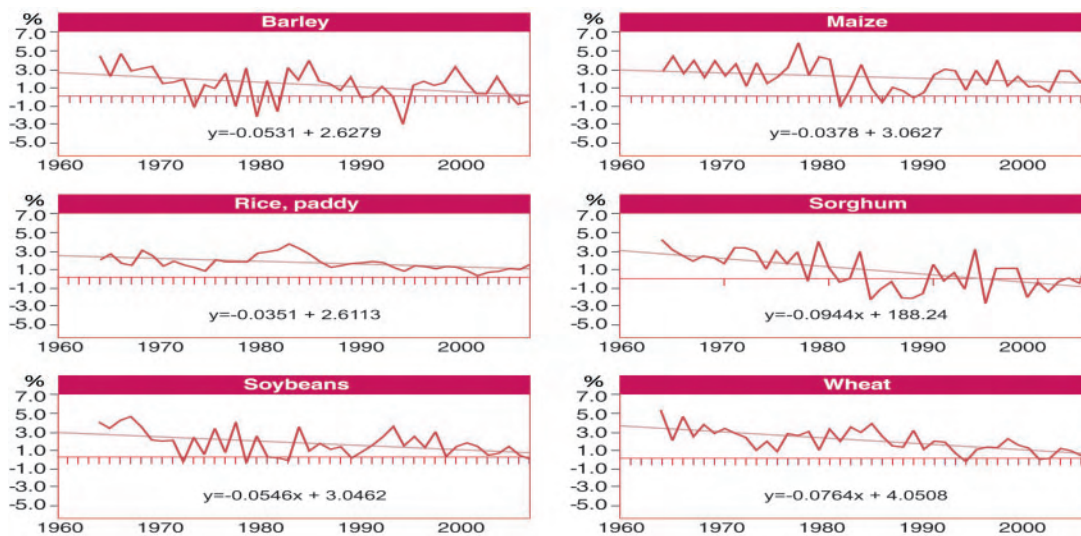 %
Barley
7.0
5.0
3.0
1.0
-1.0
-3.0
-5.0
y=-0.0531 + 2.6279
1960 1970 1980 1990 2000
%
Maize
7.0
5.0
3.0
1.0
-1.0
-3.0
-5.0
y=-0.0378 + 3.0627
1960 1970 1980 1990 2000
%
Rice, paddy
7.0
5.0
3.0
1.0
-1.0
-3.0
-5.0
y=-0.0351 + 2.6113
1960 1970 1980 1990 2000
%
Sorghum
7.0
5.0
3.0
1.0
-1.0
-3.0
-5.0
y=-0.0944x + 188.24
1960 1970 1980 1990 2000
%
Soybeans
7.0
5.0
3.0
1.0
-1.0
-3.0
-5.0
y=-0.0546x + 3.0462
1960 1970 1980 1990 2000
%
Wheat
7.0
5.0
3.0
1.0
-1.0
-3.0
-5.0
y=-0.0764x + 4.0508
1960 1970 1980 1990 2000